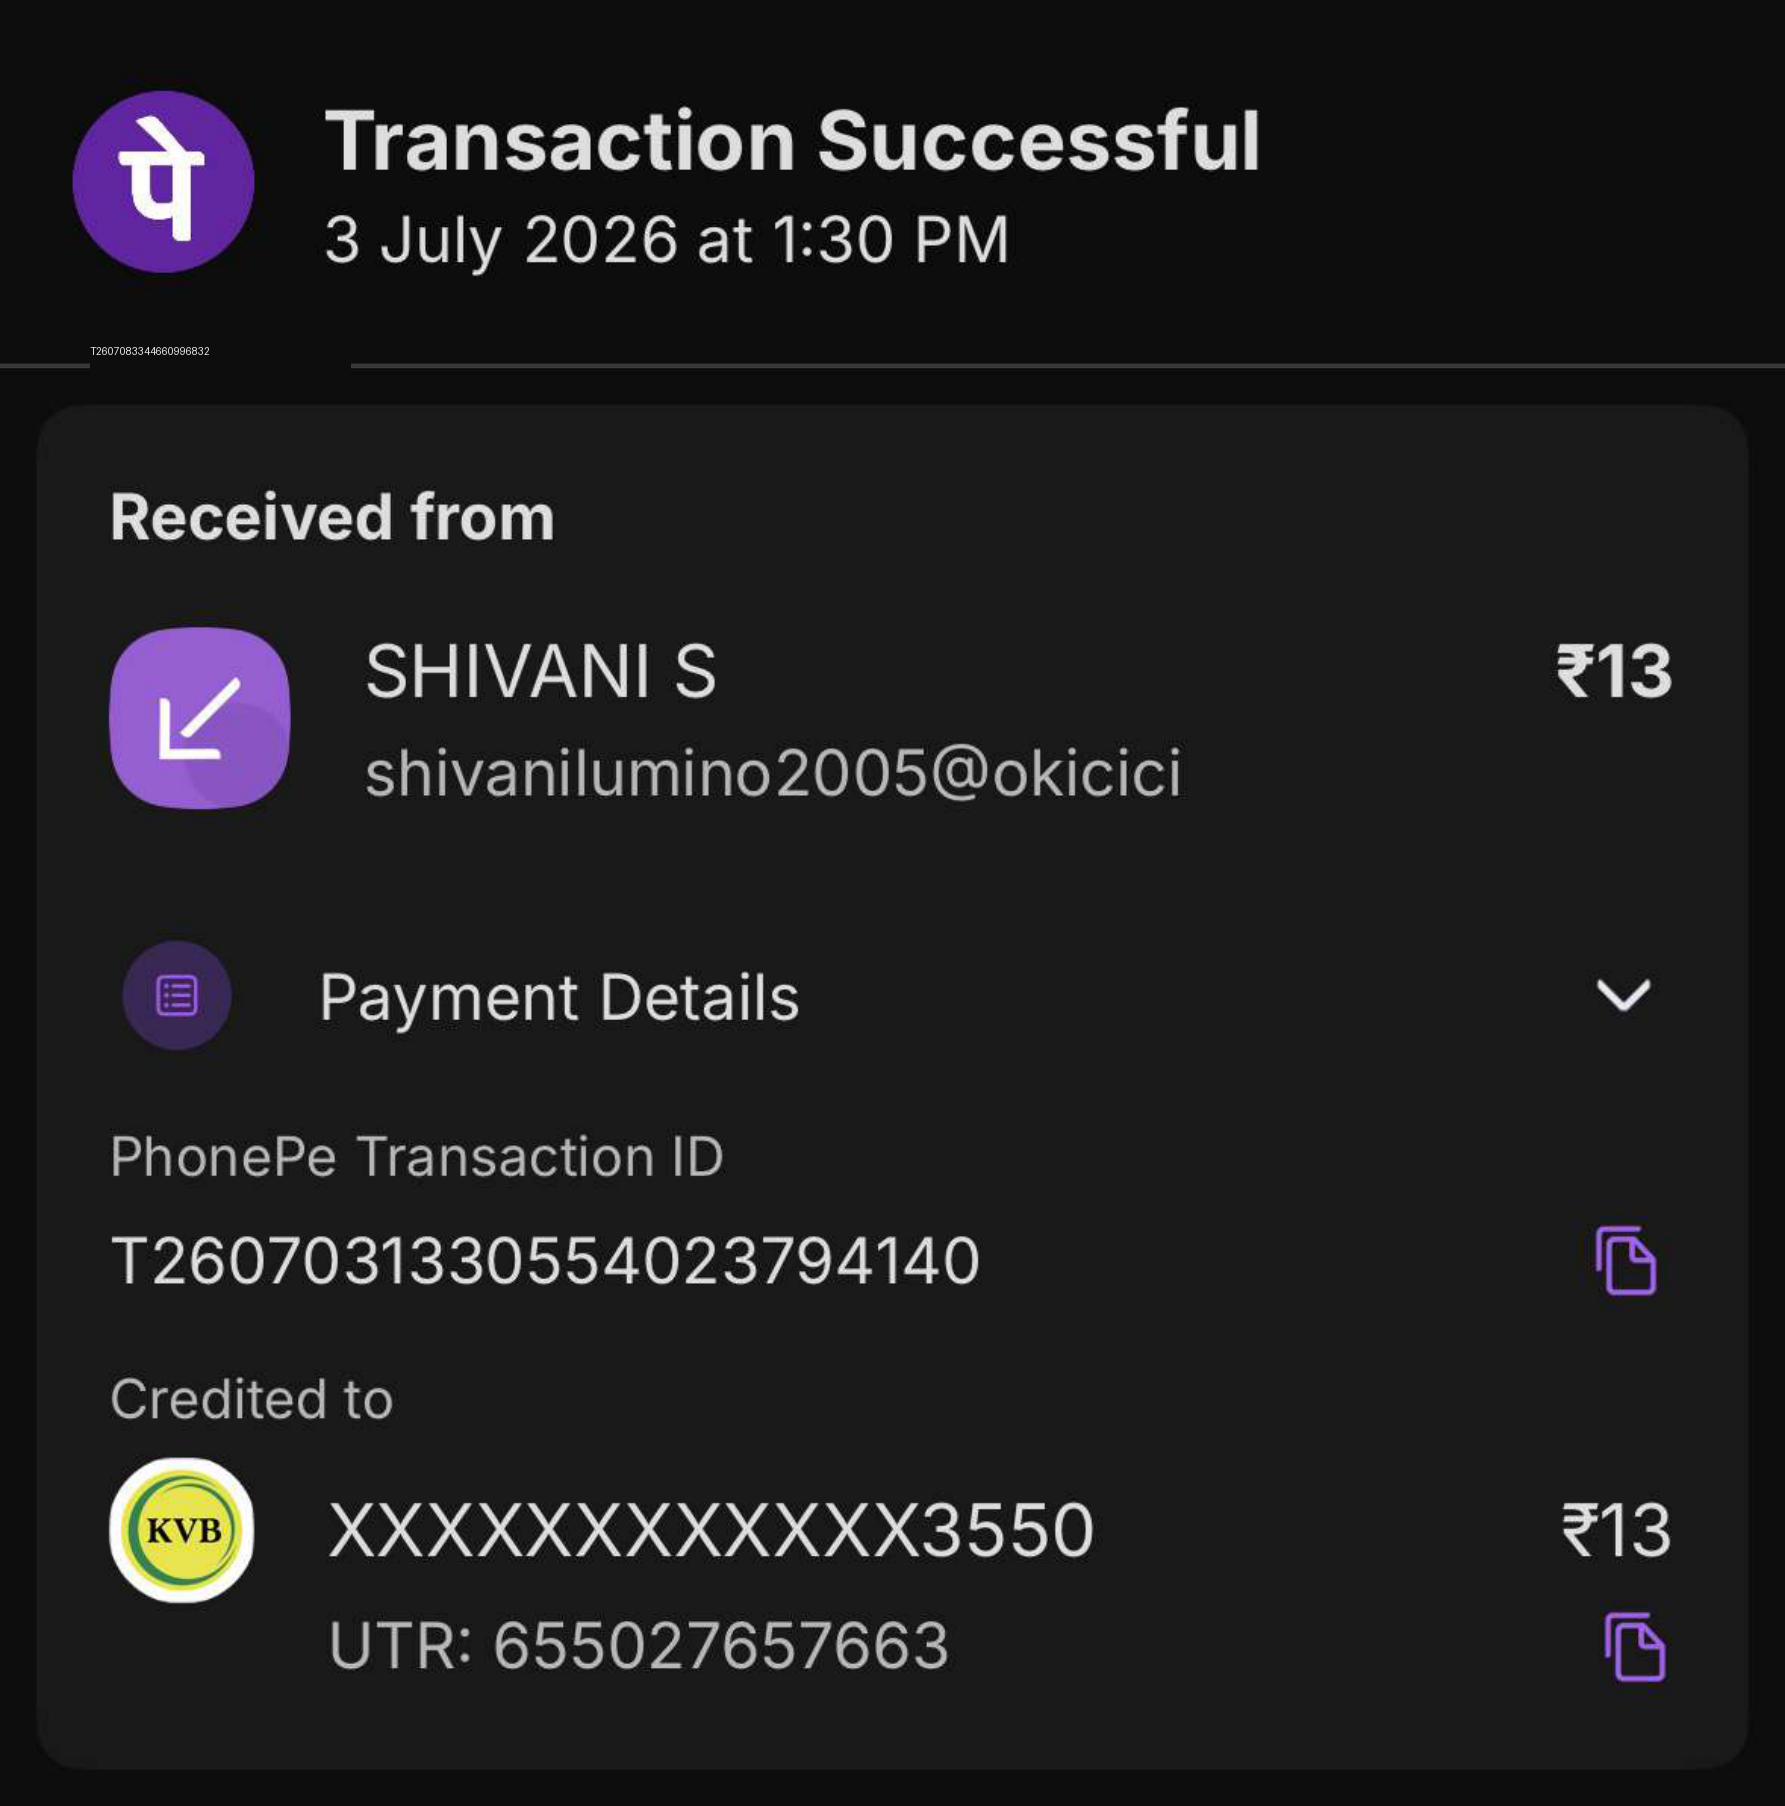 पे
Transaction Successful
3 July 2026 at 1:30 PM
T2607083344660996832
Received from
SHIVANI S
₹13
shivanilumino2005@okicici
Payment Details
PhonePe Transaction ID
T2607031330554023794140
Credited to
KVB
XXXXXXXXXXXX3550
₹13
UTR: 655027657663